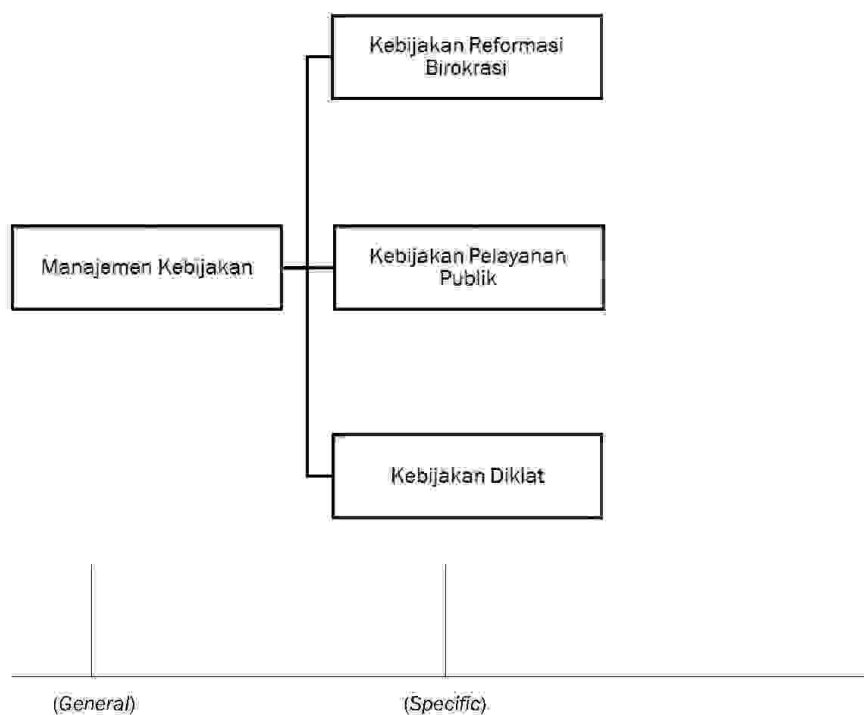 Kebijakan Reformasi
Birokrasi
Manajemen Kebijakan
Kebijakan Pelayanan
Publik
Kebijakan Diklat
(General)
(Specific)